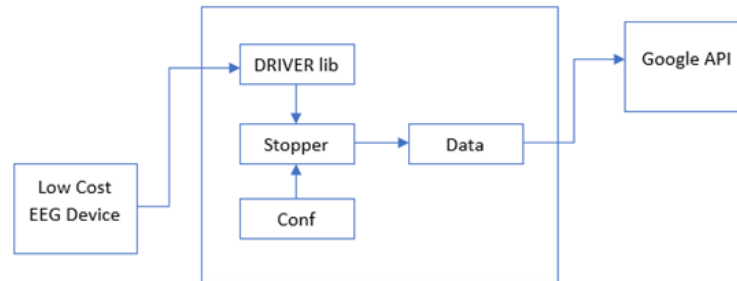 DRIVER lib
Google API
Stopper
Data
Low Cost
EEG Device
Conf